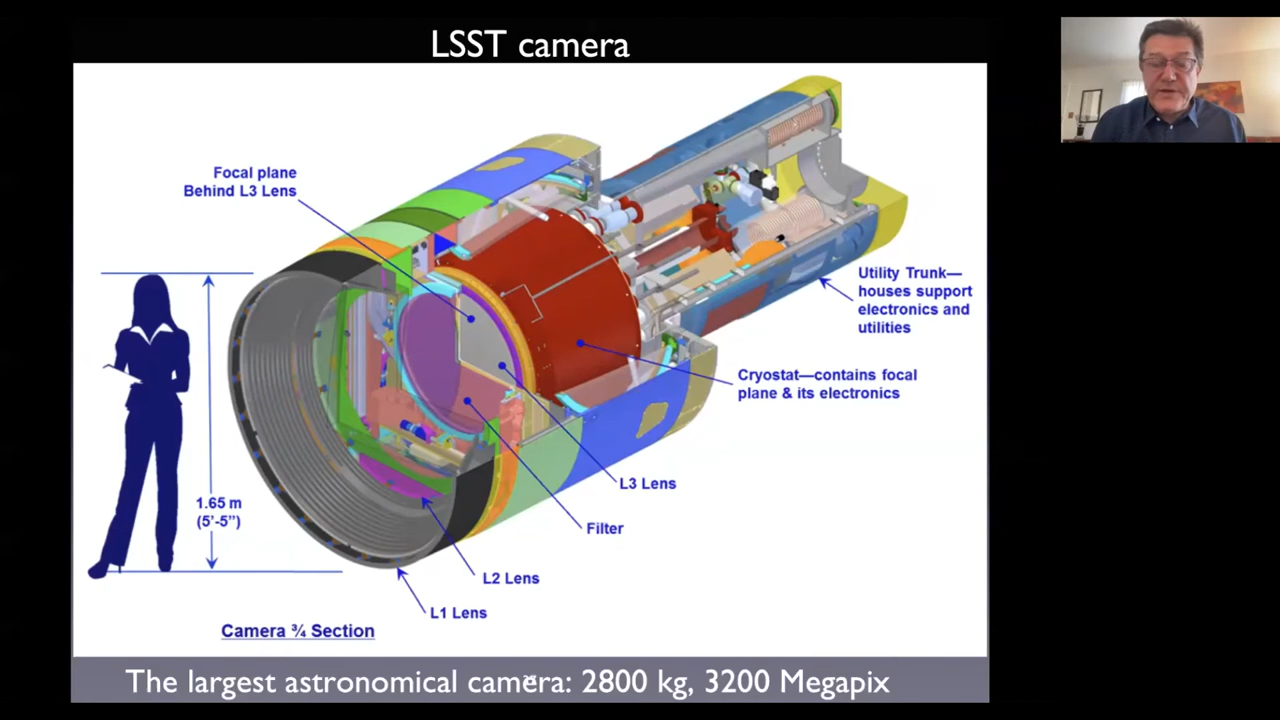 LSST camera
Focal plane
Behind L3 Lens
Utility Trunk—
houses support
electronics and
utilities
Cryostat—contains focal
plane & its electronics
1.65 m
(5’-5”)
L3 Lens
Filter
L2 Lens
L1 Lens
Camera ¾ Section
The largest astronomical camera: 2800 kg, 3200 Megapix